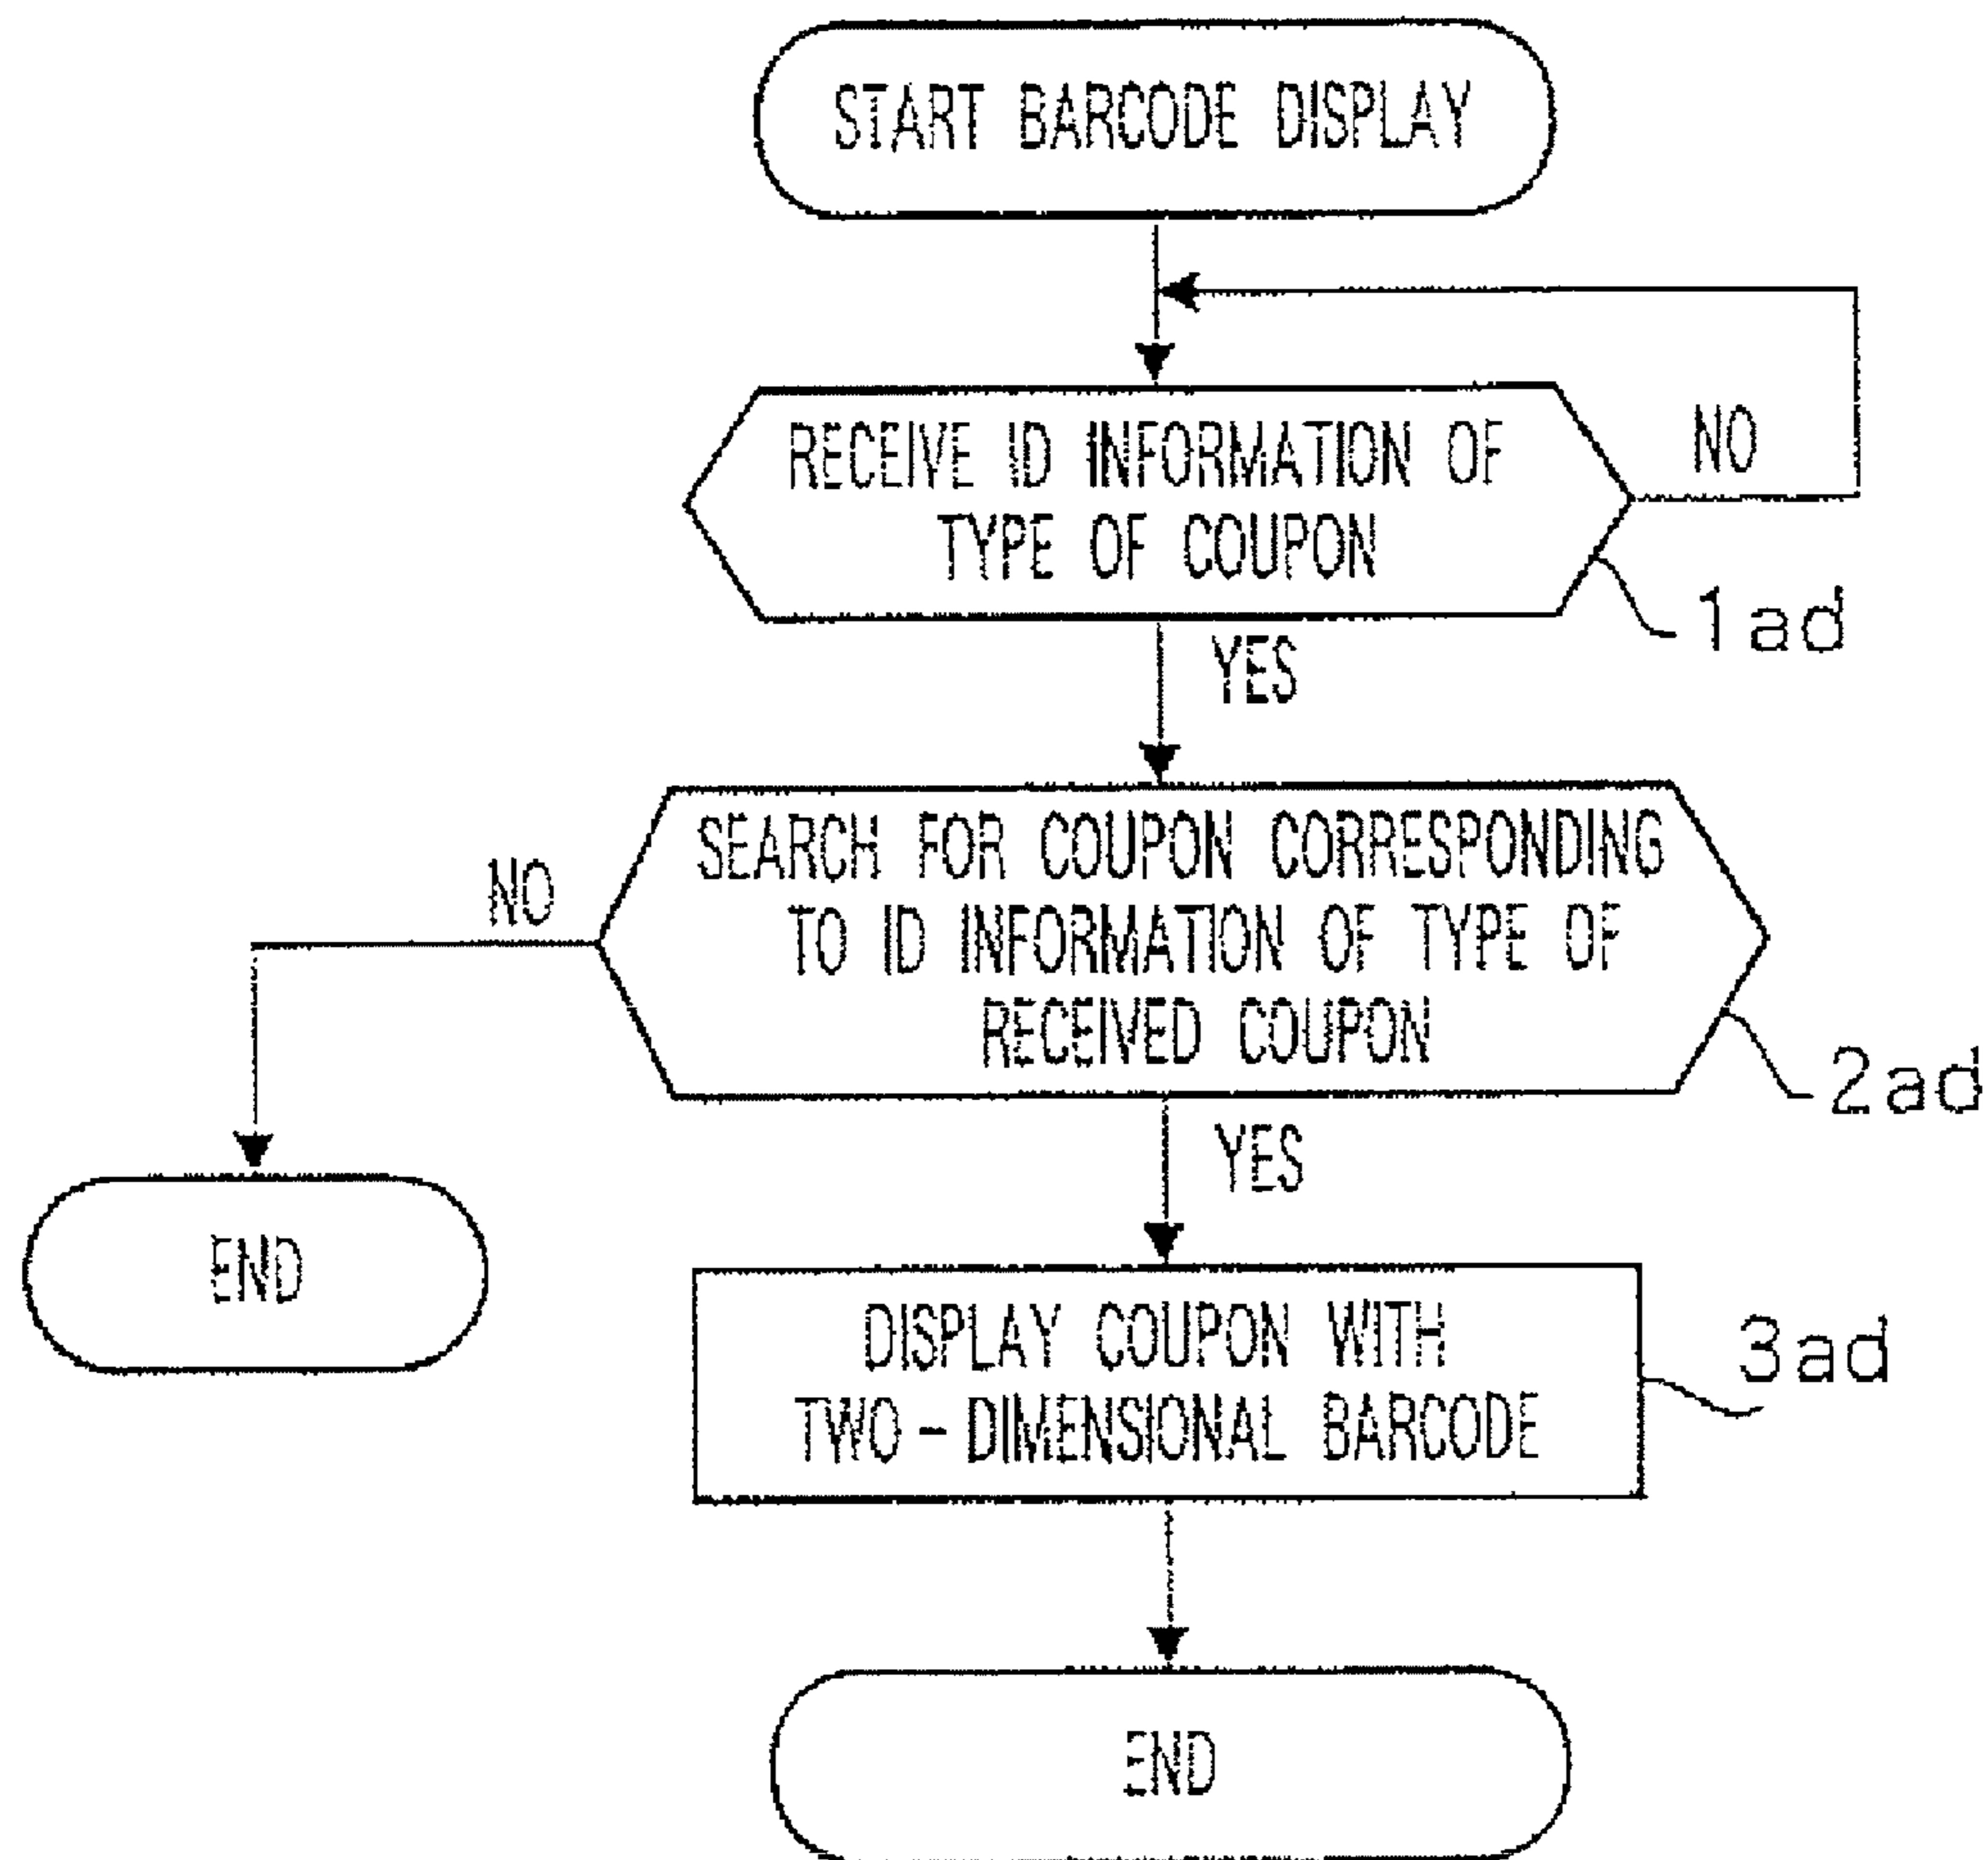 START BARCODE DISPLAY
RECEIVE ID INFORMATION OF
TYPE OF COUPON
NO
1ad
YES
SEARCH FOR COUPON CORRESPONDING
TO ID INFORMATION OF TYPE OF
RECEIVED COUPON
NO
2ad
YES
END
DISPLAY COUPON WITH
TWO-DIMENSIONAL BARCODE
3ad
END